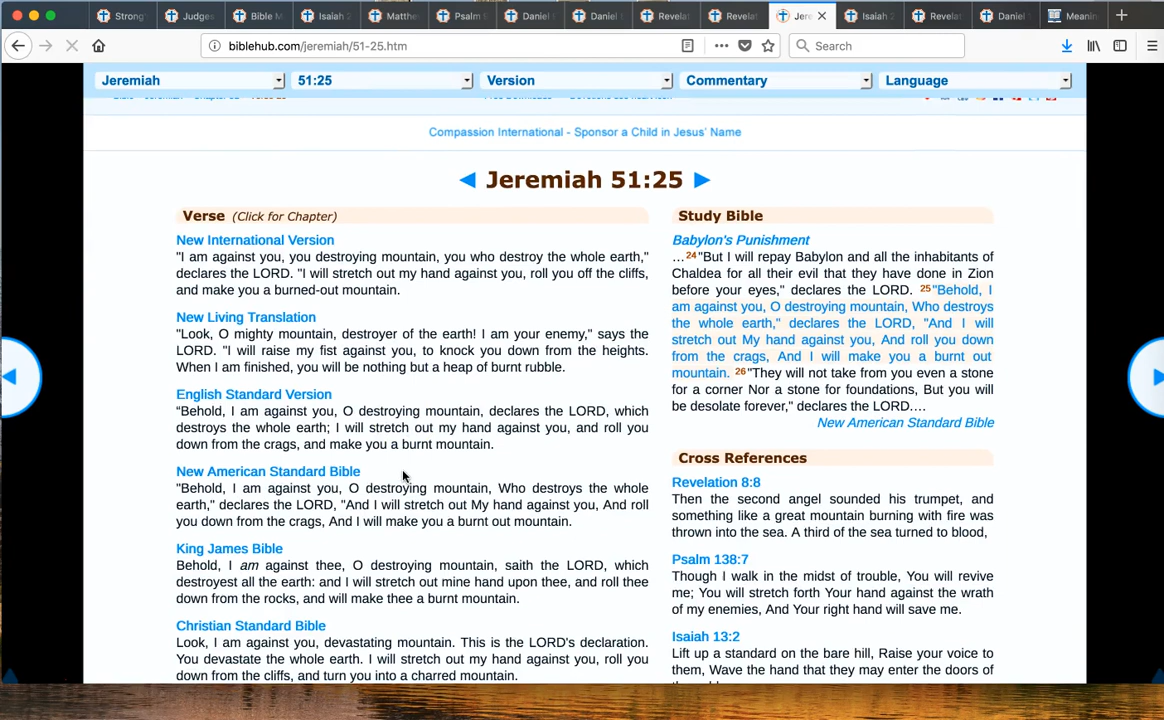 Strong
Judges
Bible M
Isaiah 2
Matthe
Psalm
Daniel
Daniel
Revelat
Revelat
Jere
Isaiah
Revelat
Daniel
Meanin
biblehub.com/jeremiah/51-25.htm
Search
Jeremiah
51:25
Version
Commentary
Language
Compassion International - Sponsor a Child in Jesus' Name
Jeremiah 51:25
Verse (Click for Chapter)
New International Version
"I am against you, you destroying mountain, you who destroy the whole earth,"
declares the LORD. "I will stretch out my hand against you, roll you off the cliffs,
and make you a burned-out mountain.
New Living Translation
"Look, O mighty mountain, destroyer of the earth! I am your enemy," says the
LORD. "I will raise my fist against you, to knock you down from the heights.
When I am finished, you will be nothing but a heap of burnt rubble.
English Standard Version
“Behold, I am against you, O destroying mountain, declares the LORD, which
destroys the whole earth; I will stretch out my hand against you, and roll you
down from the crags, and make you a burnt mountain.
New American Standard Bible
"Behold, I am against you, O destroying mountain, Who destroys the whole
earth," declares the LORD, "And I will stretch out My hand against you, And roll
you down from the crags, And I will make you a burnt out mountain.
King James Bible
Behold, I am against thee, O destroying mountain, saith the LORD, which
destroyest all the earth: and I will stretch out mine hand upon thee, and roll thee
down from the rocks, and will make thee a burnt mountain.
Christian Standard Bible
Look, I am against you, devastating mountain. This is the LORD's declaration.
You devastate the whole earth. I will stretch out my hand against you, roll you
down from the cliffs, and turn you into a charred mountain.
Study Bible
Babylon's Punishment
…24"But I will repay Babylon and all the inhabitants of
Chaldea for all their evil that they have done in Zion
before your eyes," declares the LORD. 25"Behold, I
am against you, O destroying mountain, Who destroys
the whole earth," declares the LORD, "And I will
stretch out My hand against you, And roll you down
from the crags, And I will make you a burnt out
mountain. 26"They will not take from you even a stone
for a corner Nor a stone for foundations, But you will
be desolate forever," declares the LORD.…
New American Standard Bible
Cross References
Revelation 8:8
Then the second angel sounded his trumpet, and
something like a great mountain burning with fire was
thrown into the sea. A third of the sea turned to blood,
Psalm 138:7
Though I walk in the midst of trouble, You will revive
me; You will stretch forth Your hand against the wrath
of my enemies, And Your right hand will save me.
Isaiah 13:2
Lift up a standard on the bare hill, Raise your voice to
them, Wave the hand that they may enter the doors of